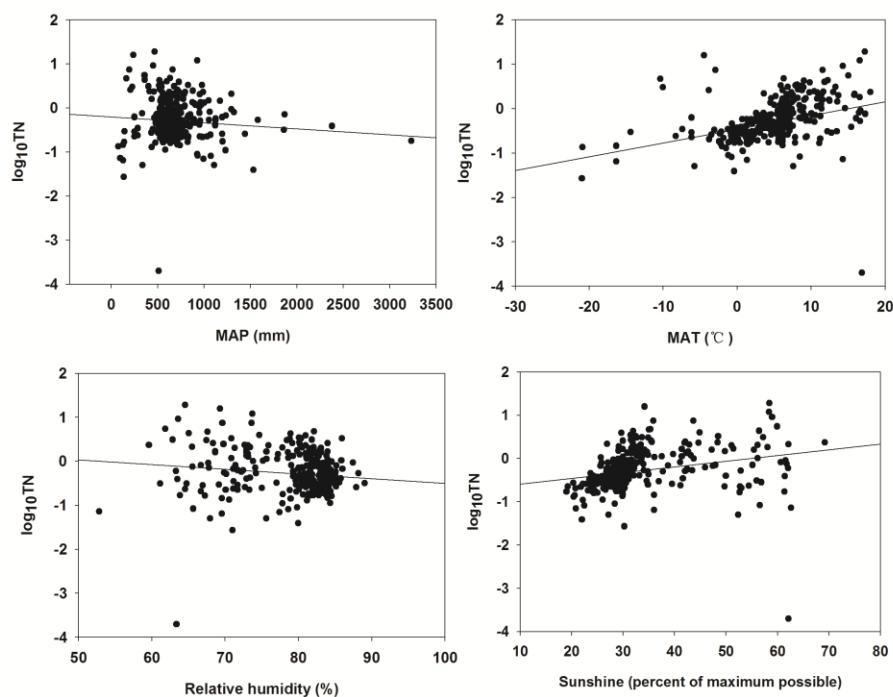 2
1
0
-1
-2
-3
-4
log10TN
0 500 1000 1500 2000 2500 3000 3500
MAP (mm)
2
1
0
-1
-2
-3
-4
log10TN
-30 -20 -10 0 10 20
MAT (℃)
2
1
0
-1
-2
-3
-4
log10TN
50 60 70 80 90 100
Relative humidity (%)
2
1
0
-1
-2
-3
-4
log10TN
10 20 30 40 50 60 70 80
Sunshine (percent of maximum possible)